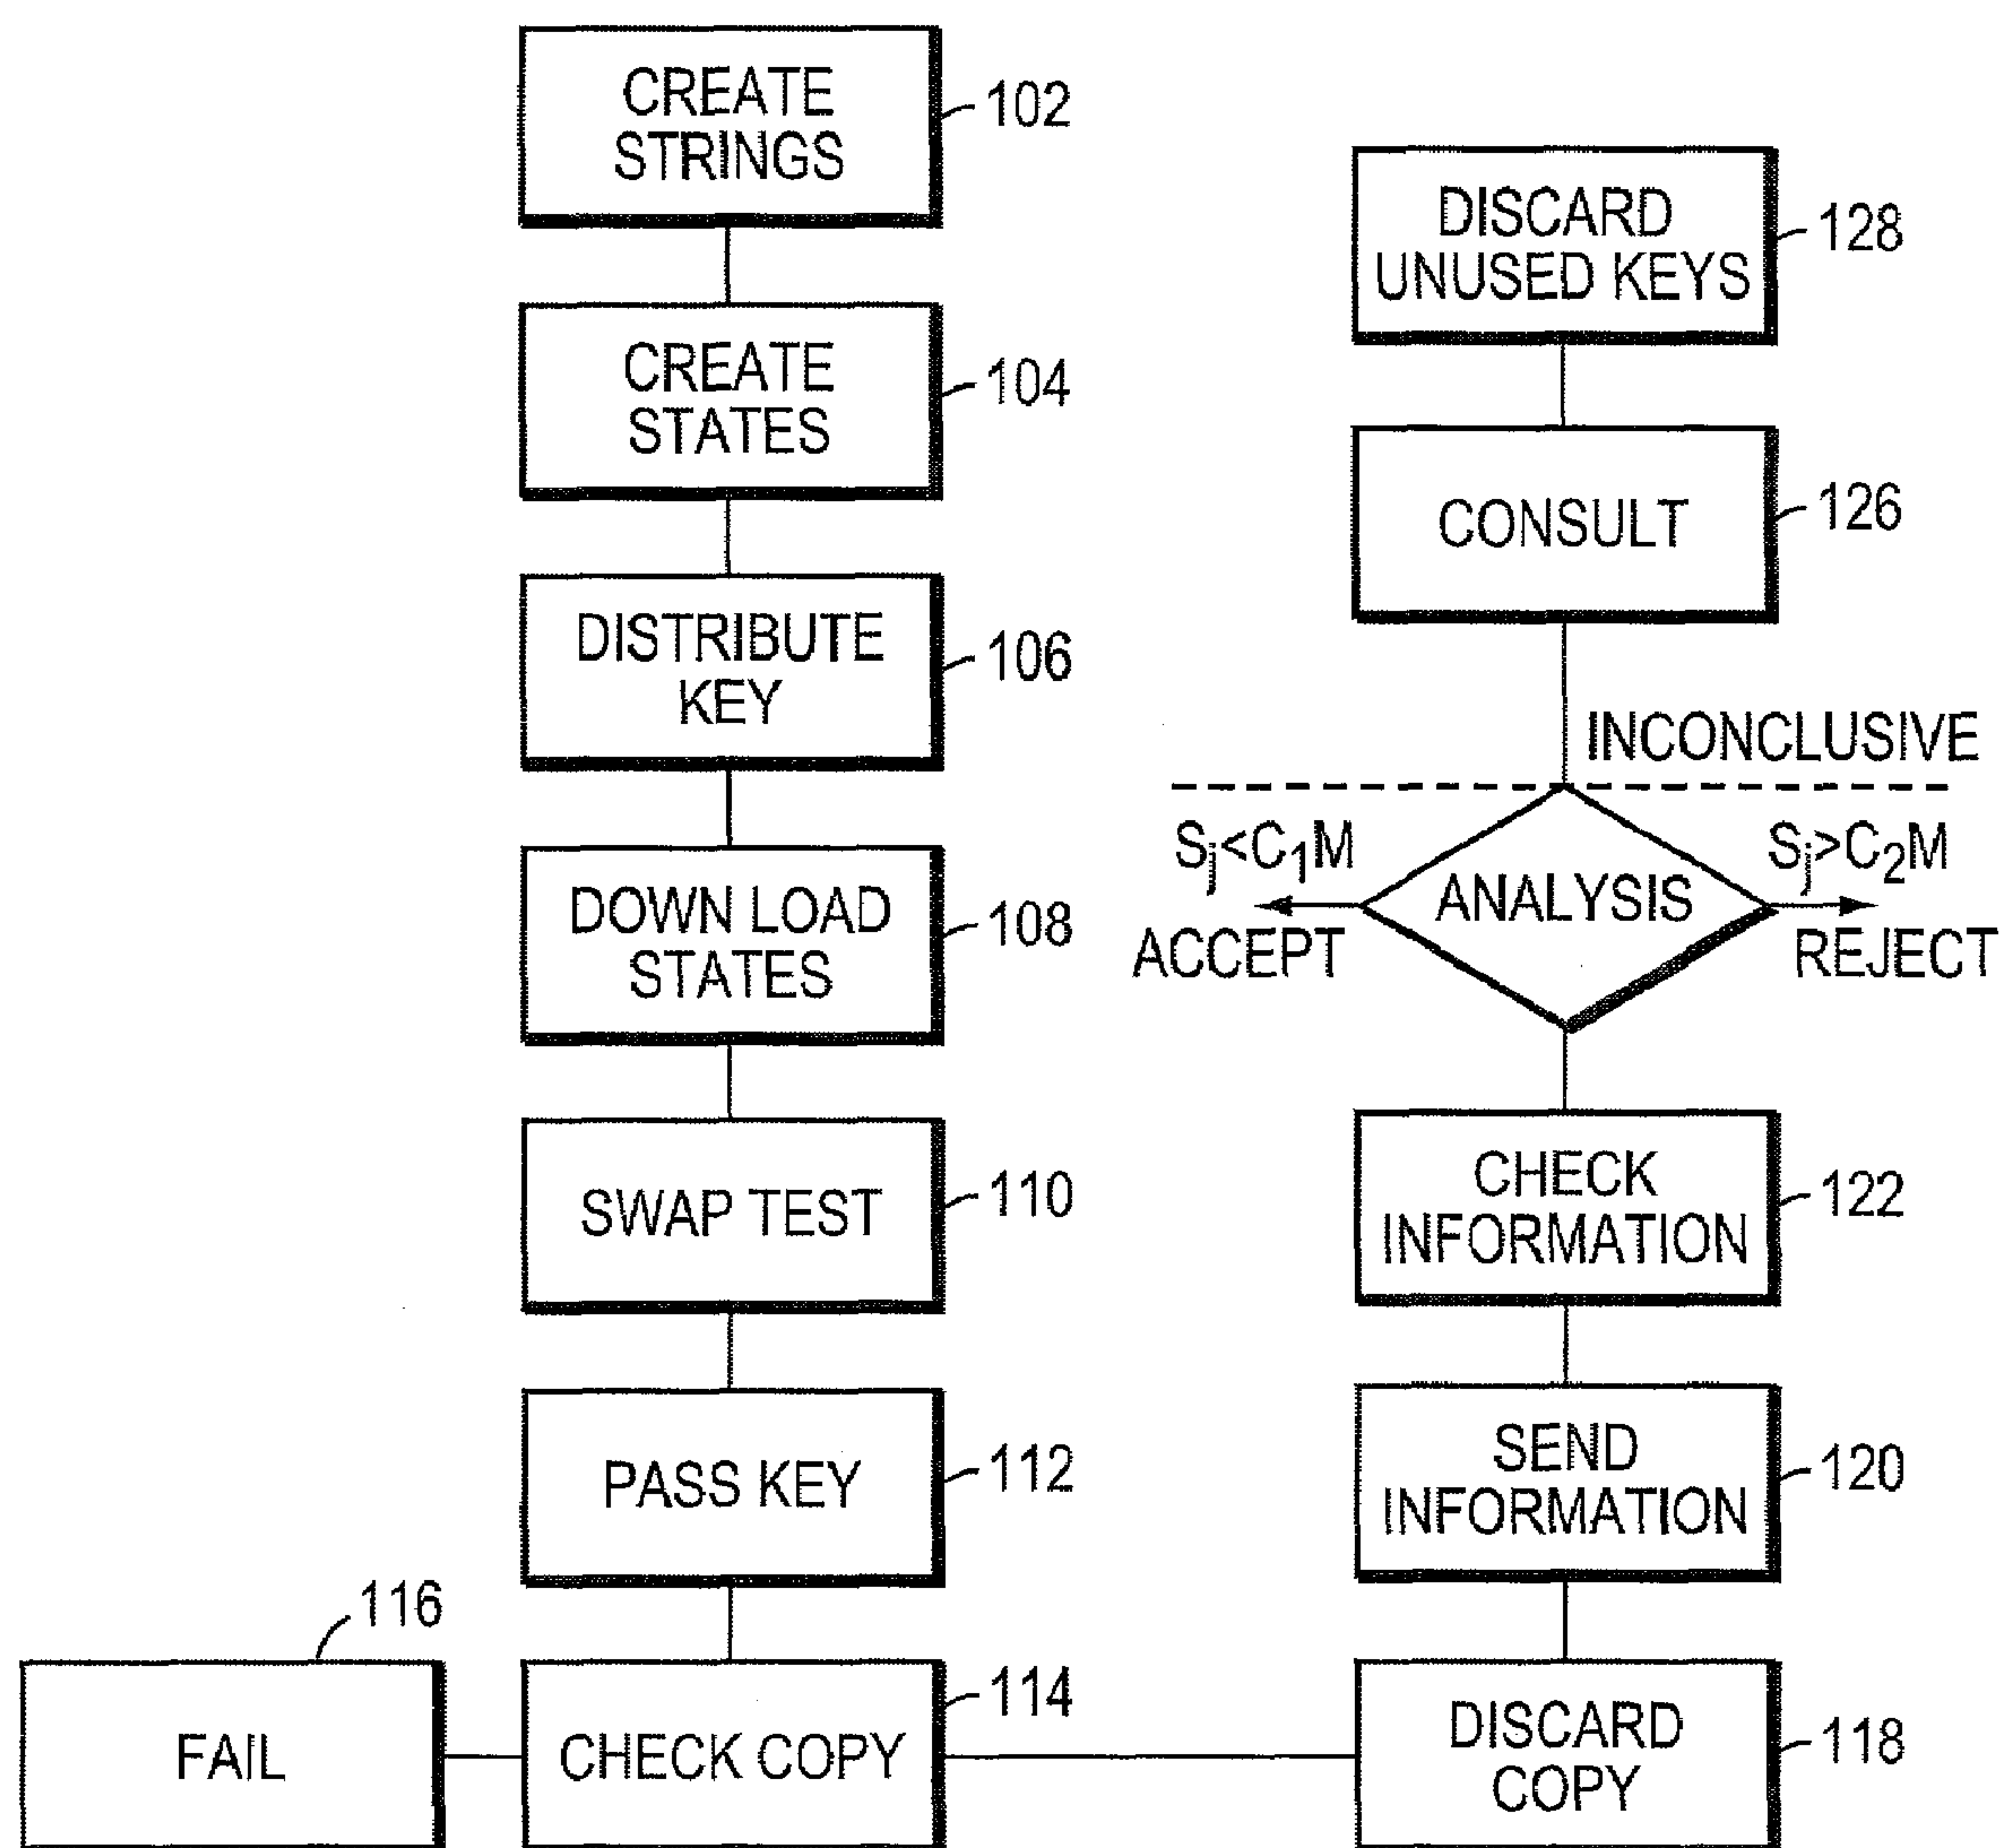 CREATE
STRINGS
102
CREATE
STATES
104
DISTRIBUTE
KEY
106
DOWN LOAD
STATES
108
SWAP TEST
110
PASS KEY
112
116
FAIL
CHECK COPY
114
DISCARD
UNUSED KEYS
128
CONSULT
126
INCONCLUSIVE
Sj<C1M
ACCEPT
ANALYSIS
Sj>C2M
REJECT
CHECK
INFORMATION
122
SEND
INFORMATION
120
DISCARD
COPY
118